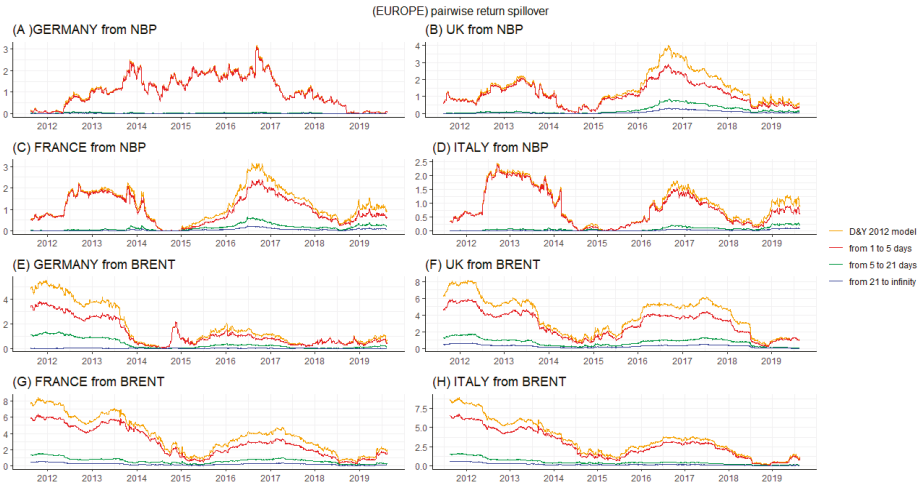 (EUROPE) pairwise return spillover
(A )GERMANY from NBP
3
2
1
0
2012 2013 2014 2015 2016 2017 2018 2019
(B) UK from NBP
4
3
2
1
0
2012 2013 2014 2015 2016 2017 2018 2019
(C) FRANCE from NBP
3
2
1
0
2012 2013 2014 2015 2016 2017 2018 2019
(D) ITALY from NBP
2.5
2.0
1.5
1.0
0.5
0.0
2012 2013 2014 2015 2016 2017 2018 2019
(E) GERMANY from BRENT
4
2
0
2012 2013 2014 2015 2016 2017 2018 2019
(F) UK from BRENT
8
6
4
2
0
2012 2013 2014 2015 2016 2017 2018 2019
(G) FRANCE from BRENT
8
6
4
2
0
2012 2013 2014 2015 2016 2017 2018 2019
(H) ITALY from BRENT
7.5
5.0
2.5
0.0
2012 2013 2014 2015 2016 2017 2018 2019
D&Y 2012 model
from 1 to 5 days
from 5 to 21 days
from 21 to infinity